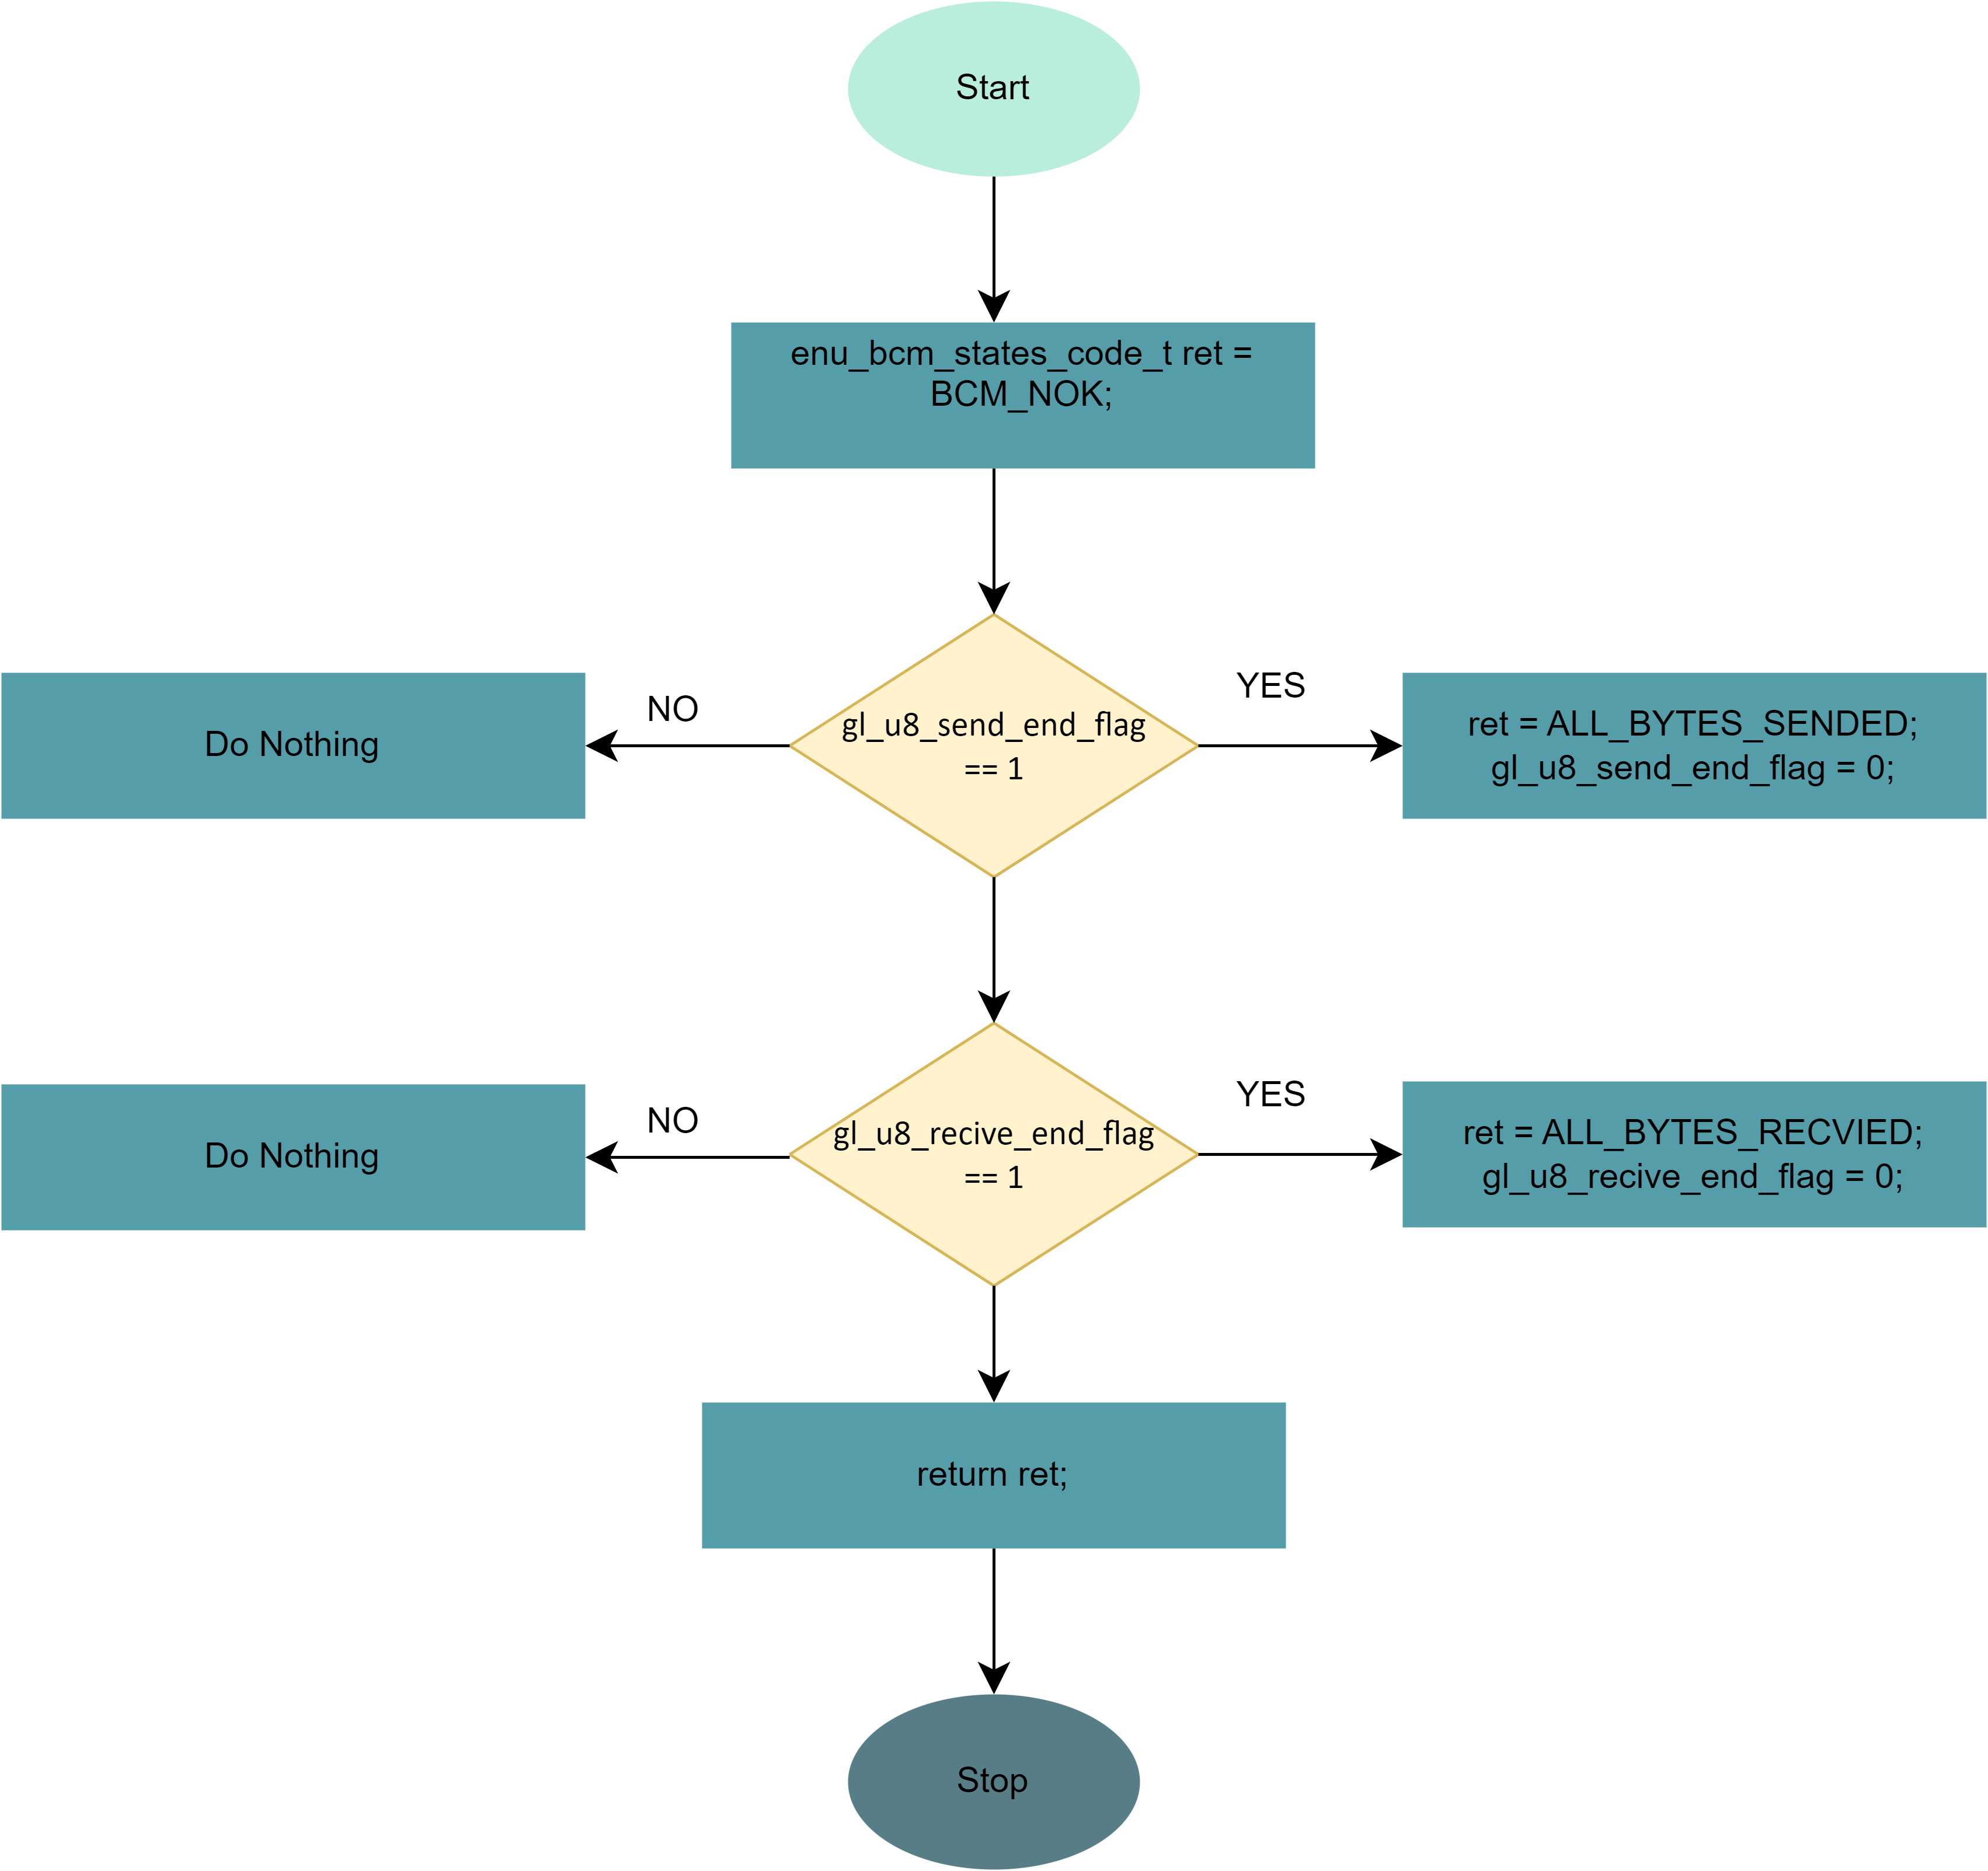 Start
enu_bcm_states_code_t ret =
BCM_NOK;
NO
YES
Do Nothing
gl_u8_send_end_flag
== 1
ret = ALL_BYTES_SENDED;
gl_u8_send_end_flag = 0;
NO
YES
Do Nothing
gl_u8_recive_end_flag
== 1
ret = ALL_BYTES_RECVIED;
gl_u8_recive_end_flag = 0;
return ret;
Stop